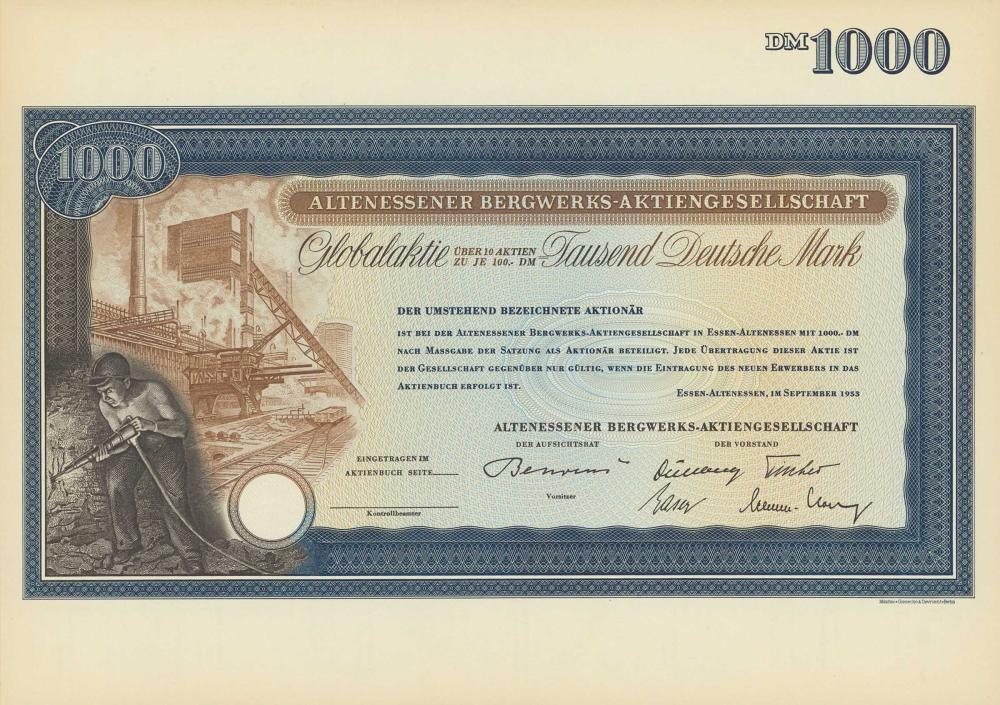 DM 1000
1000
ALTENESSENER BERGWERKS-AKTIENGESELLSCHAFT
Globalaktie ÜBER 10 AKTIEN ZU JE 100.- DM = Tausend Deutsche Mark
DER UMSTEHEND BEZEICHNETE AKTIONÄR
IST BEI DER ALTENESSENER BERGWERKS-AKTIENGESELLSCHAFT IN ESSEN-ALTENESSEN MIT 1000.- DM
NACH MASSGABE DER SATZUNG ALS AKTIONÄR BETEILIGT. JEDE ÜBERTRAGUNG DIESER AKTIE IST
DER GESELLSCHAFT GEGENÜBER NUR GÜLTIG, WENN DIE EINTRAGUNG DES NEUEN ERWERBERS IN DAS
AKTIENBUCH ERFOLGT IST.
ESSEN-ALTENESSEN, IM SEPTEMBER 1953
ALTENESSENER BERGWERKS-AKTIENGESELLSCHAFT
DER AUFSICHTSRAT DER VORSTAND
EINGETRAGEN IM
AKTIENBUCH SEITE
Vorsitzer
Kontrollbeamter
München • Giesecke & Devrient • Berlin